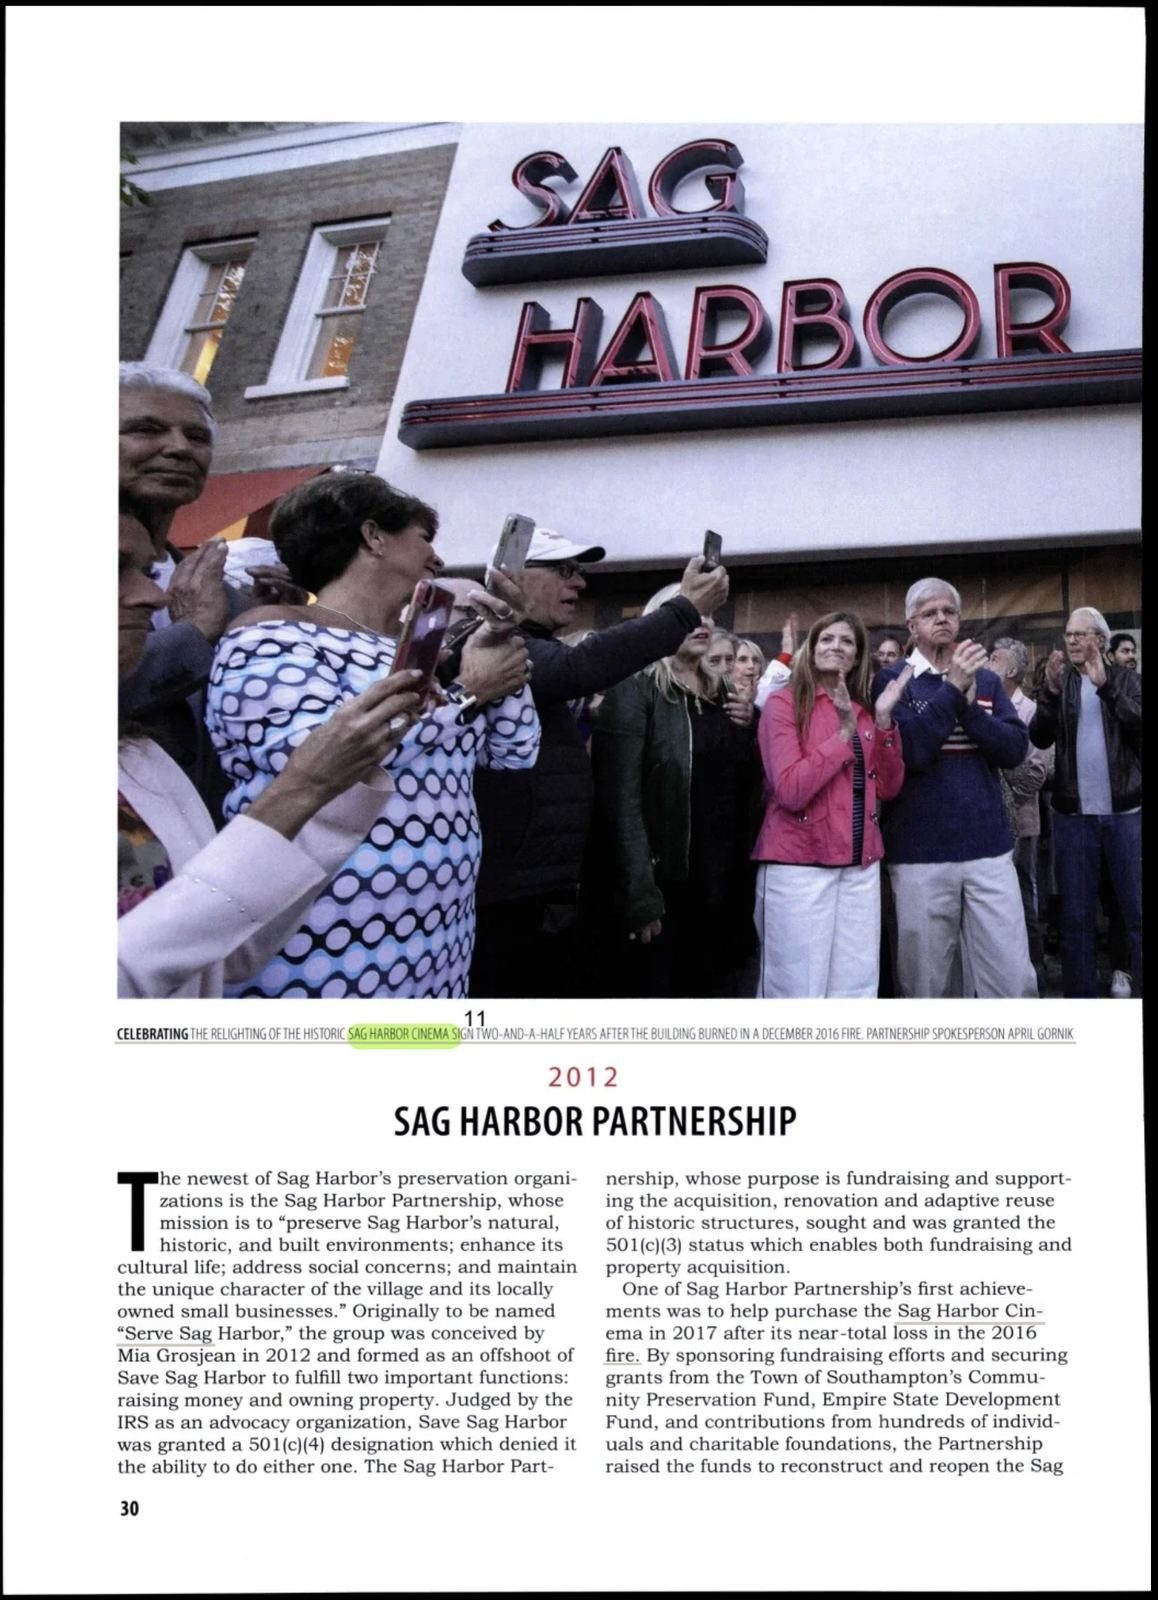 SAG
HARBOR
11
CELEBRATING THE RELIGHTING OF THE HISTORIC SAG HARBOR CINEMA SIGN TWO-AND-A-HALF YEARS AFTER THE BUILDING BURNED IN A DECEMBER 2016 FIRE. PARTNERSHIP SPOKESPERSON APRIL GORNIK
2012
SAG HARBOR PARTNERSHIP
The newest of Sag Harbor’s preservation organi-
zations is the Sag Harbor Partnership, whose
mission is to “preserve Sag Harbor’s natural,
historic, and built environments; enhance its
cultural life; address social concerns; and maintain
the unique character of the village and its locally
owned small businesses.” Originally to be named
“Serve Sag Harbor,” the group was conceived by
Mia Grosjean in 2012 and formed as an offshoot of
Save Sag Harbor to fulfill two important functions:
raising money and owning property. Judged by the
IRS as an advocacy organization, Save Sag Harbor
was granted a 501(c)(4) designation which denied it
the ability to do either one. The Sag Harbor Part-
nership, whose purpose is fundraising and support-
ing the acquisition, renovation and adaptive reuse
of historic structures, sought and was granted the
501(c)(3) status which enables both fundraising and
property acquisition.
One of Sag Harbor Partnership’s first achieve-
ments was to help purchase the Sag Harbor Cin-
ema in 2017 after its near-total loss in the 2016
fire. By sponsoring fundraising efforts and securing
grants from the Town of Southampton’s Commu-
nity Preservation Fund, Empire State Development
Fund, and contributions from hundreds of individ-
uals and charitable foundations, the Partnership
raised the funds to reconstruct and reopen the Sag
30